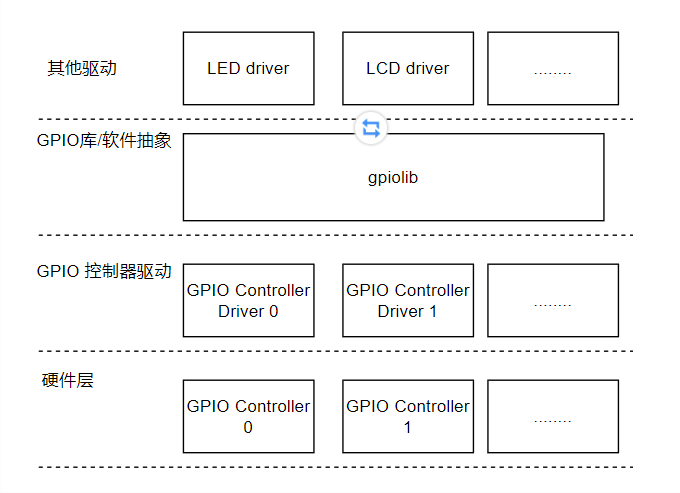 其他驱动
LED driver
LCD driver
........
GPIO库/软件抽象
gpiolib
GPIO 控制器驱动
GPIO Controller
Driver 0
GPIO Controller
Driver 1
........
硬件层
GPIO Controller
0
GPIO Controller
1
........